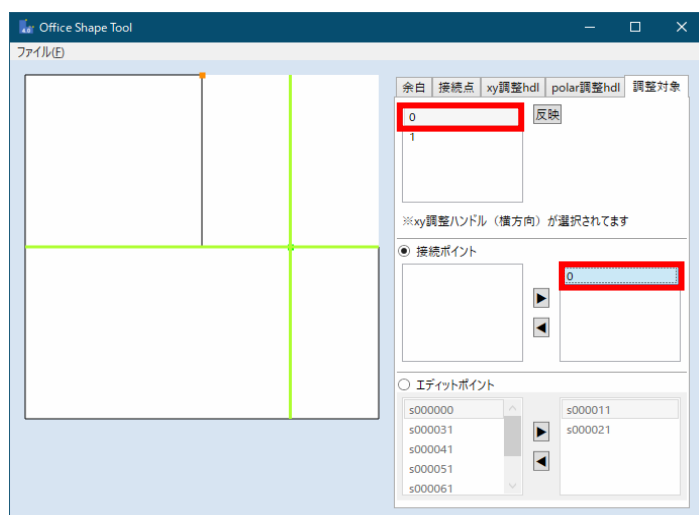 Office Shape Tool
ファイル(F)
余白 接続点 xy調整hdl polar調整hdl 調整対象
0 反映
1
※xy調整ハンドル（横方向）が選択されてます
接続ポイント
0
▶
◀
エディットポイント
s000000 s000011
s000031 ▶ s000021
s000041
s000051 ◀
s000061